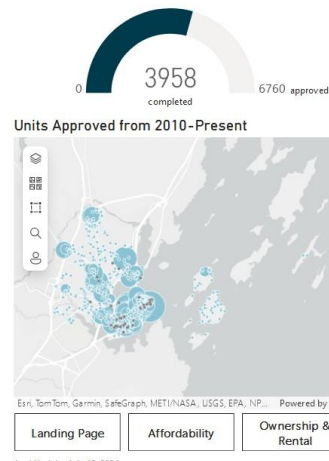 3958
0
6760 approved
completed
Units Approved from 2010-Present
Esri, TomTom, Garmin, SafeGraph, METI/NASA, USGS, EPA, NP... Powered by
Landing Page
Affordability
Ownership &
Rental